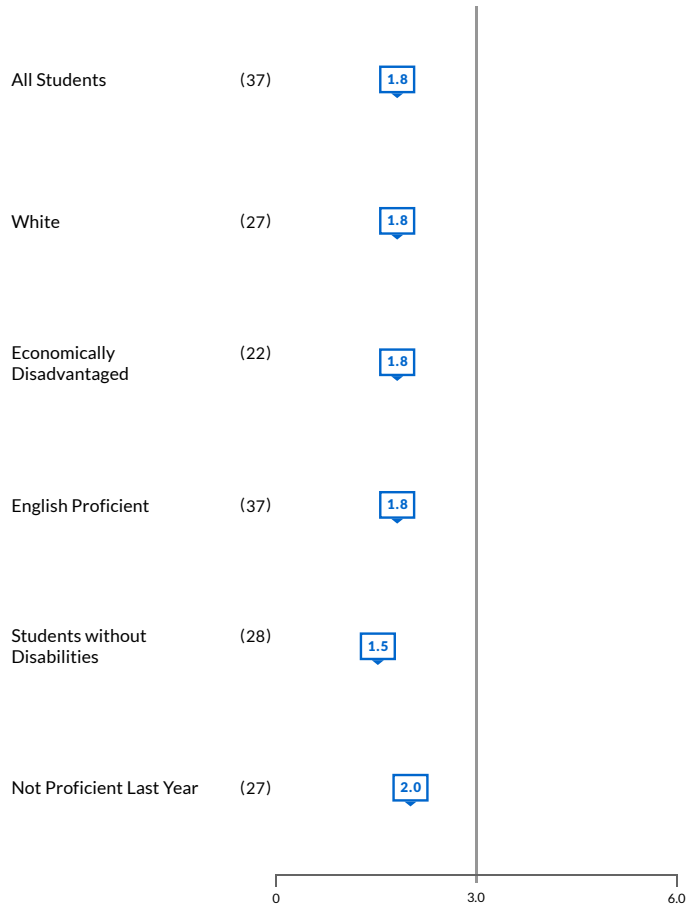 All Students (37) 1.8
White (27) 1.8
Economically (22) 1.8
Disadvantaged
English Proficient (37) 1.8
Students without (28) 1.5
Disabilities
Not Proficient Last Year (27) 2.0
0 3.0 6.0